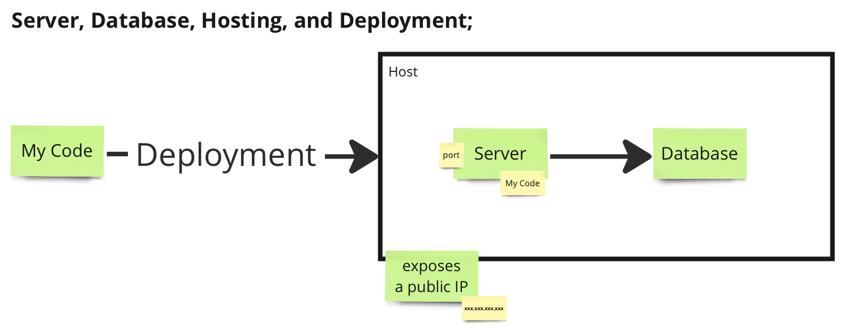 Server, Database, Hosting, and Deployment;
Host
My Code
Deployment
port
Server
Database
My Code
exposes
a public IP
xxx.xxx.xxx.xxx